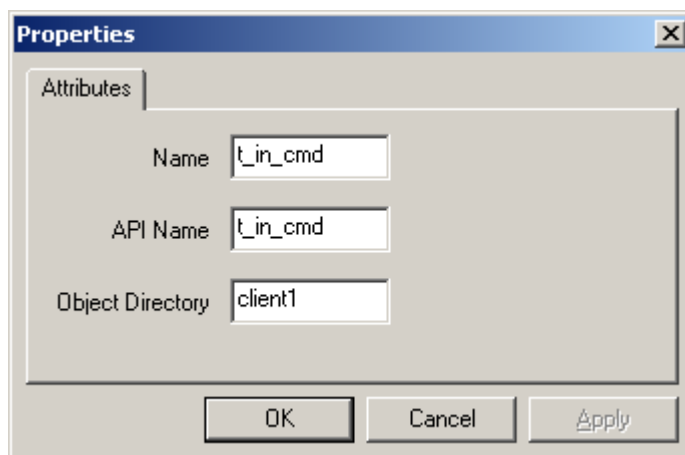 Properties
Attributes
Name t_in_cmd
API Name t_in_cmd
Object Directory client1
OK Cancel Apply